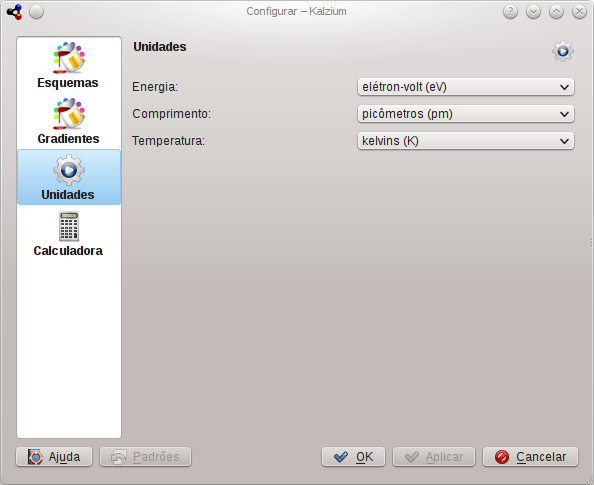 Configurar – Kalzium
Esquemas
Gradientes
Unidades
Calculadora
Unidades
Energia: elétron-volt (eV)
Comprimento: picômetros (pm)
Temperatura: kelvins (K)
Ajuda Padrões OK Aplicar Cancelar